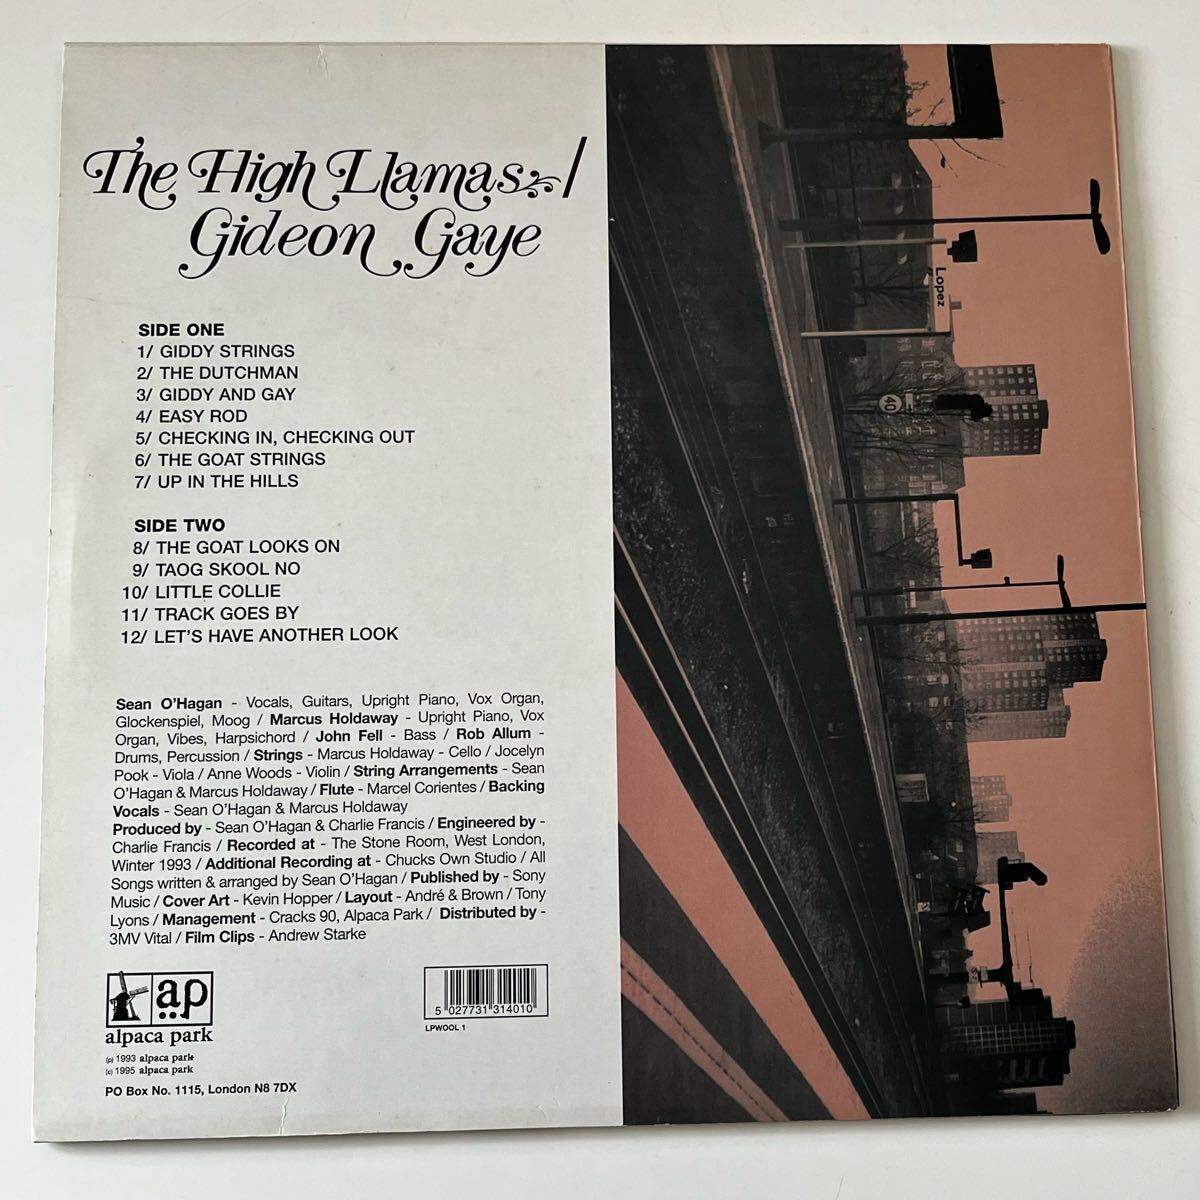 The High Llamas /
Gideon Gaye
SIDE ONE
1/ GIDDY STRINGS
2/ THE DUTCHMAN
3/ GIDDY AND GAY
4/ EASY ROD
5/ CHECKING IN, CHECKING OUT
6/ THE GOAT STRINGS
7/ UP IN THE HILLS
SIDE TWO
8/ THE GOAT LOOKS ON
9/ TAOG SKOOL NO
10/ LITTLE COLLIE
11/ TRACK GOES BY
12/ LET'S HAVE ANOTHER LOOK
Sean O'Hagan - Vocals, Guitars, Upright Piano, Vox Organ,
Glockenspiel, Moog / Marcus Holdaway - Upright Piano, Vox
Organ, Vibes, Harpsichord / John Fell - Bass / Rob Allum -
Drums, Percussion / Strings - Marcus Holdaway - Cello / Jocelyn
Pook - Viola / Anne Woods - Violin / String Arrangements - Sean
O'Hagan & Marcus Holdaway / Flute - Marcel Corientes / Backing
Vocals - Sean O'Hagan & Marcus Holdaway
Produced by - Sean O'Hagan & Charlie Francis / Engineered by -
Charlie Francis / Recorded at - The Stone Room, West London,
Winter 1993 / Additional Recording at - Chucks Own Studio / All
Songs written & arranged by Sean O'Hagan / Published by - Sony
Music / Cover Art - Kevin Hopper / Layout - André & Brown / Tony
Lyons / Management - Cracks 90, Alpaca Park / Distributed by -
3MV Vital / Film Clips - Andrew Starke
ap
alpaca park
(p) 1993 alpaca park
(c) 1995 alpaca park
PO Box No. 1115, London N8 7DX
5 027731 314010
LPWOOL 1
Lopez
40